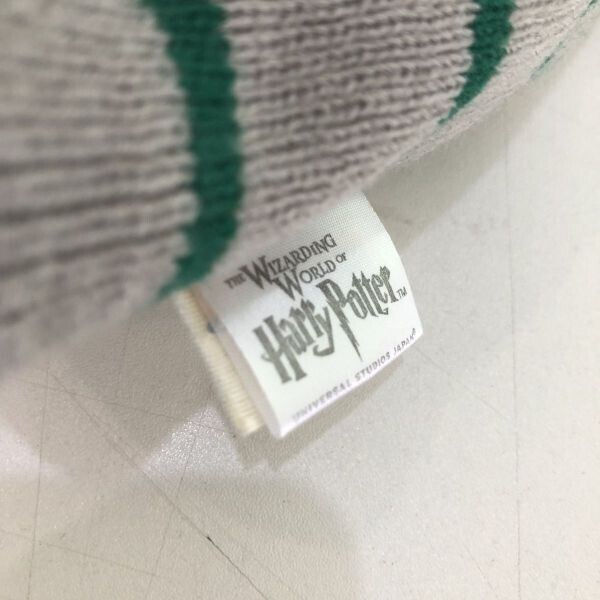 THE WIZARDING
WORLD OF
Harry Potter™
UNIVERSAL STUDIOS JAPAN®